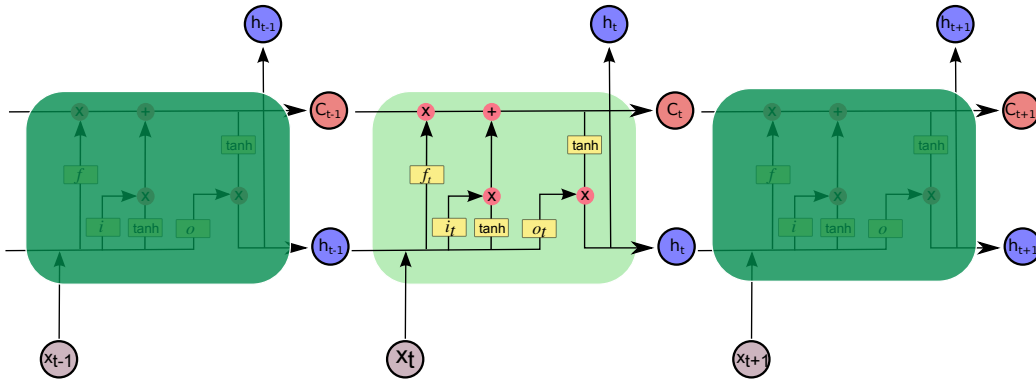 h_{t-1} h_t h_{t+1}
x + C_{t-1} x + C_t x + C_{t+1}
tanh tanh tanh
f f_t f
x x x x x x
i tanh o i_t tanh o_t i tanh o
h_{t-1} h_t h_{t+1}
x_{t-1} x_t x_{t+1}